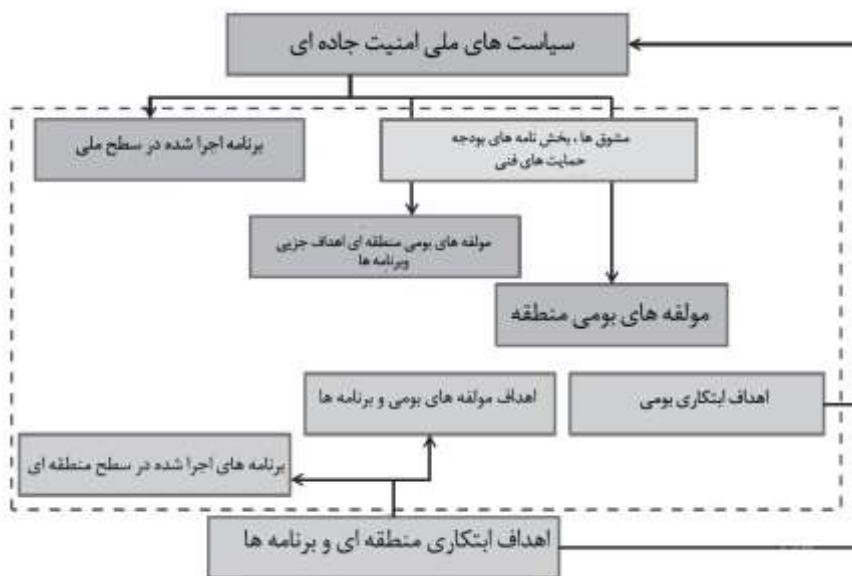 سیاست های ملی امنیت جاده ای
مشوق ها ، بخش نامه های بودجه
حمایت های فنی
برنامه اجرا شده در سطح ملی
مولفه های بومی منطقه ای اهداف جزیی
وبرنامه ها
مولفه های بومی منطقه
اهداف ابتکاری بومی
اهداف مولفه های بومی و برنامه ها
برنامه های اجرا شده در سطح منطقه ای
اهداف ابتکاری منطقه ای و برنامه ها